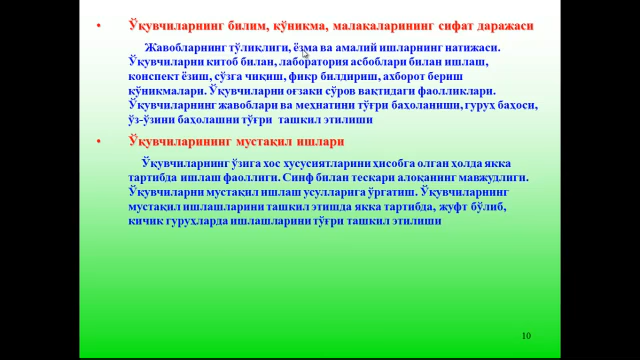 • Ўқувчиларнинг билим, кўникма, малакаларининг сифат даражаси
Жавобларнинг тўлиқлиги, ёзма ва амалий ишларнинг натижаси.
Ўқувчиларни китоб билан, лаборатория асбоблари билан ишлаш,
конспект ёзиш, сўзга чиқиш, фикр билдириш, ахборот бериш
кўникмалари. Ўқувчиларни оғзаки сўров вақтидаги фаолликлари.
Ўқувчиларнинг жавоблари ва меҳнатини тўғри баҳоланиши, гуруҳ баҳоси,
ўз-ўзини баҳолашни тўғри ташкил этилиши
• Ўқувчиларининг мустақил ишлари
Ўқувчиларнинг ўзига хос хусусиятларини ҳисобга олган ҳолда якка
тартибда ишлаш фаоллиги. Синф билан тескари алоқанинг мавжудлиги.
Ўқувчиларни мустақил ишлаш усулларига ўргатиш. Ўқувчиларнинг
мустақил ишлашларини ташкил этишда якка тартибда, жуфт бўлиб,
кичик гуруҳларда ишлашларини тўғри ташкил этилиши
10